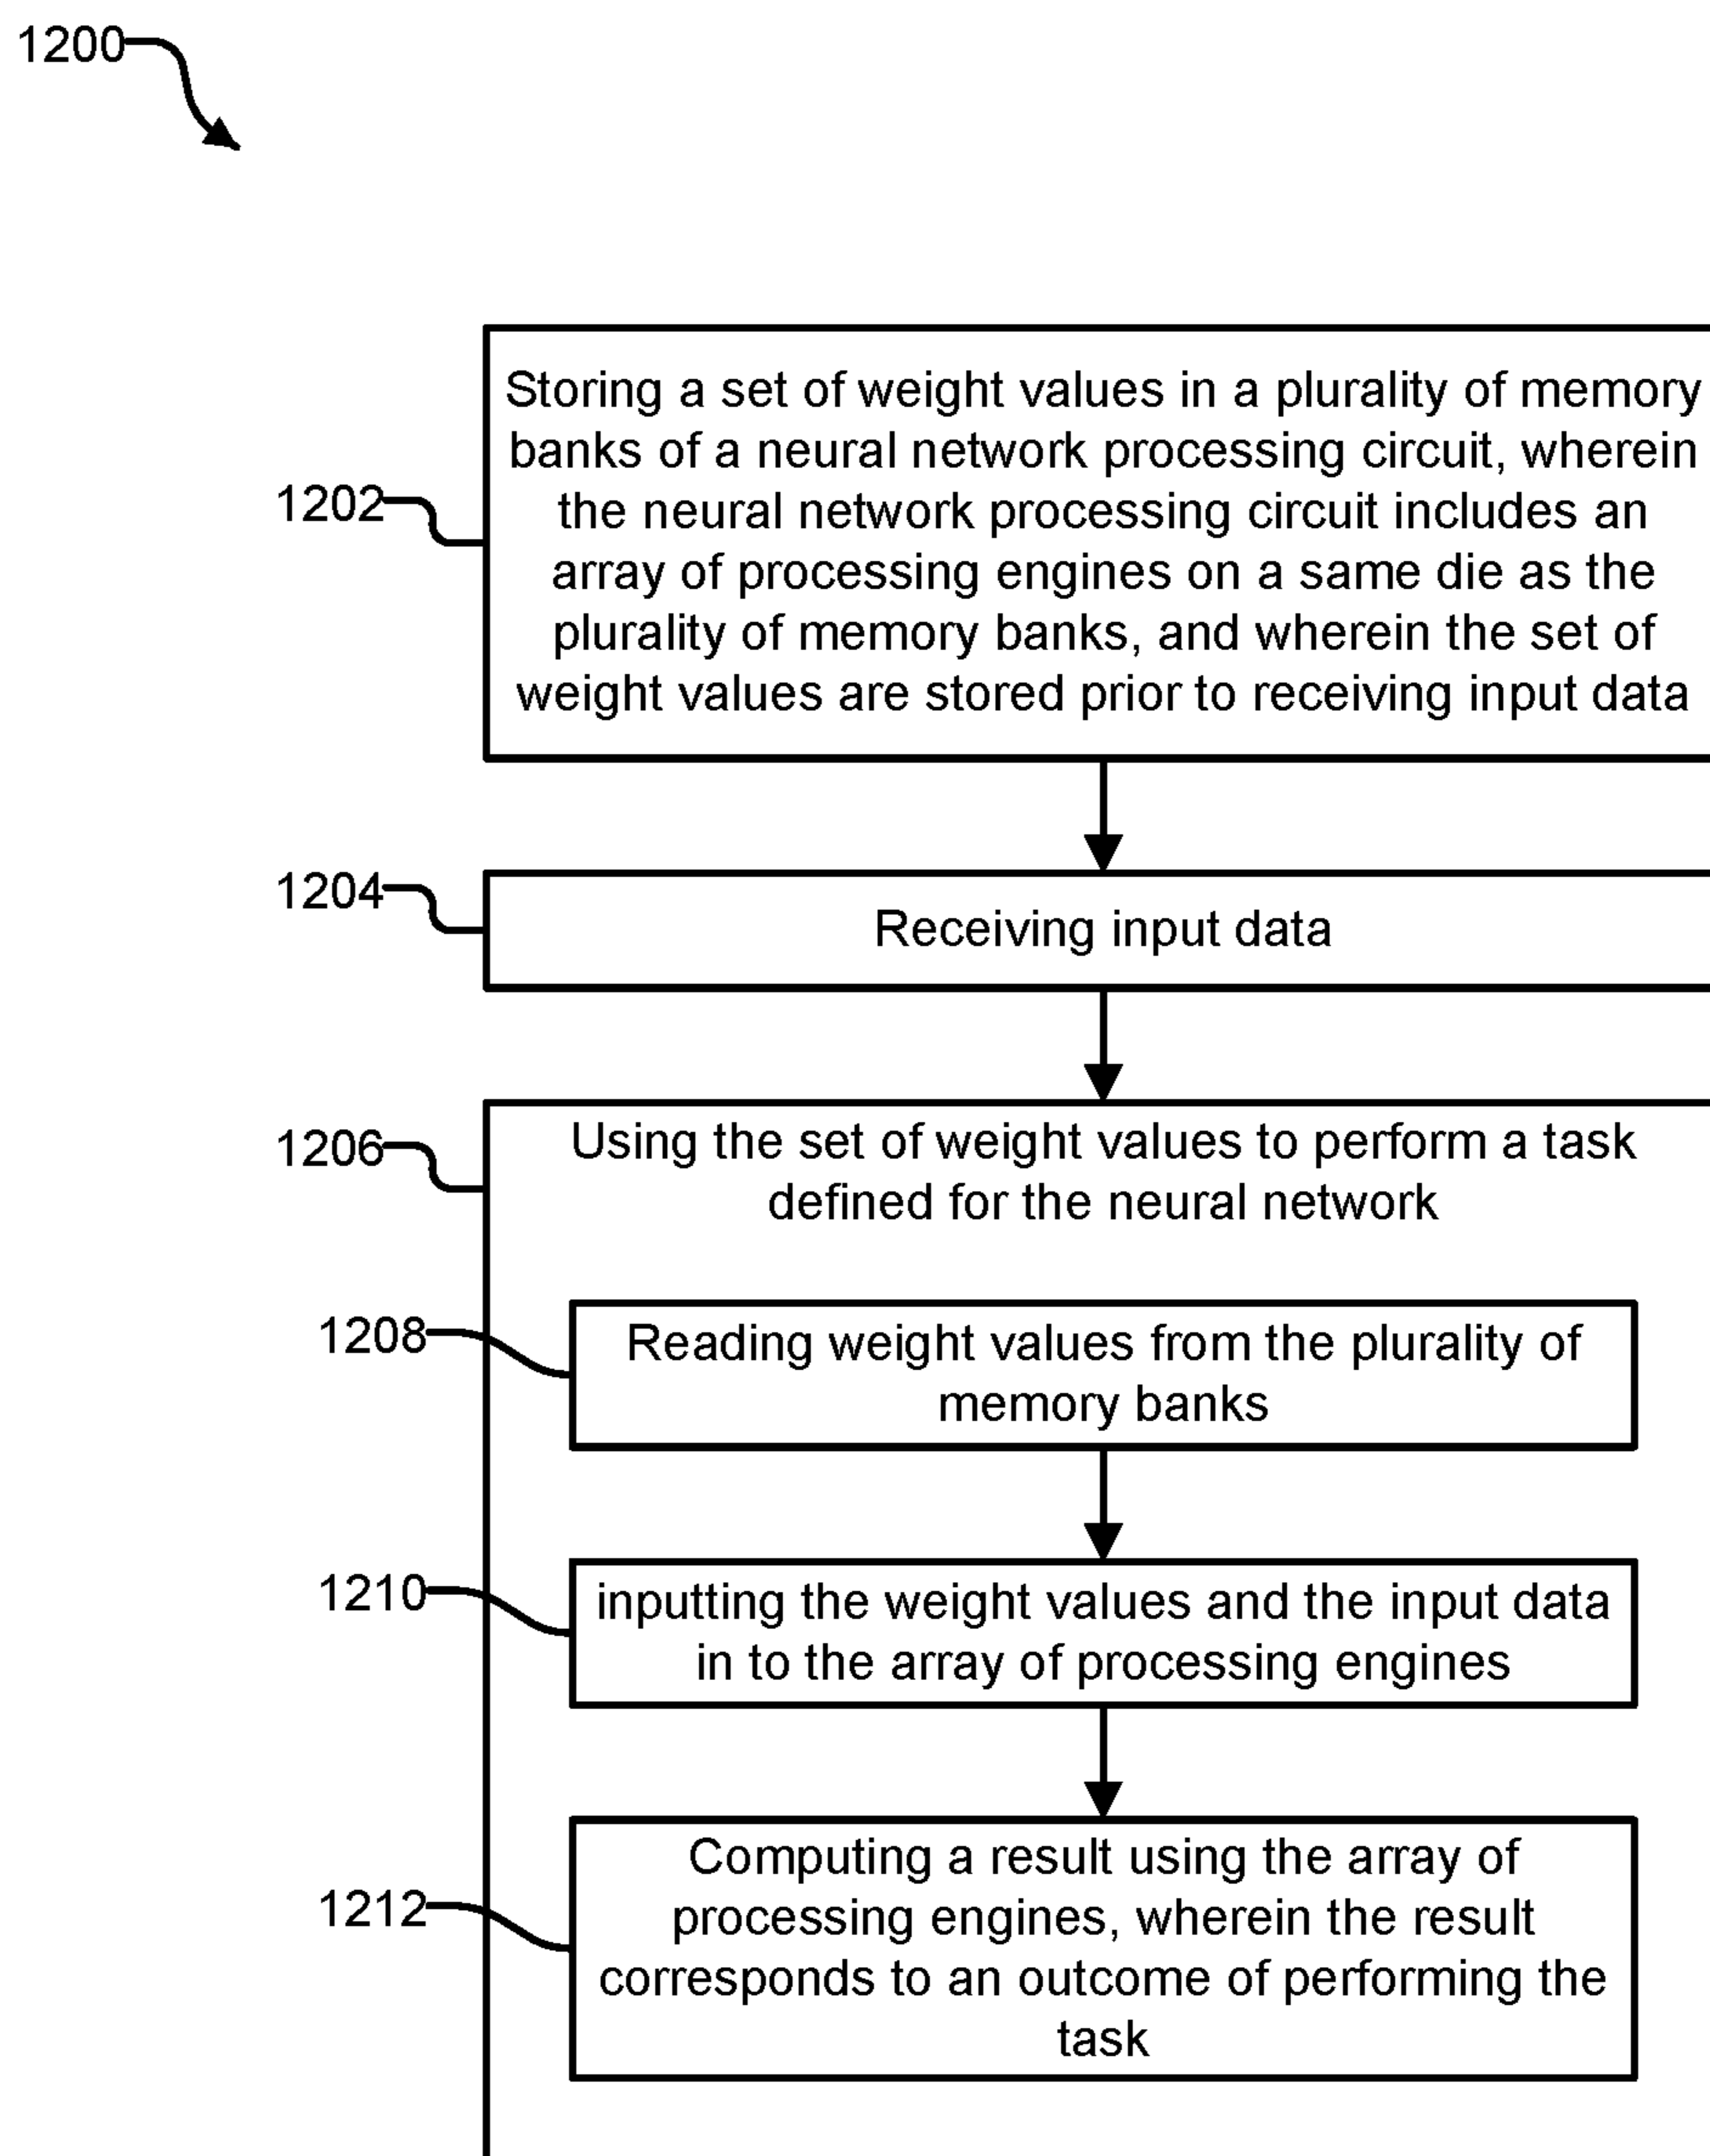 1200
Storing a set of weight values in a plurality of memory
banks of a neural network processing circuit, wherein
the neural network processing circuit includes an
array of processing engines on a same die as the
plurality of memory banks, and wherein the set of
weight values are stored prior to receiving input data
1202
1204
Receiving input data
1206
Using the set of weight values to perform a task
defined for the neural network
1208
Reading weight values from the plurality of
memory banks
1210
inputting the weight values and the input data
in to the array of processing engines
1212
Computing a result using the array of
processing engines, wherein the result
corresponds to an outcome of performing the
task